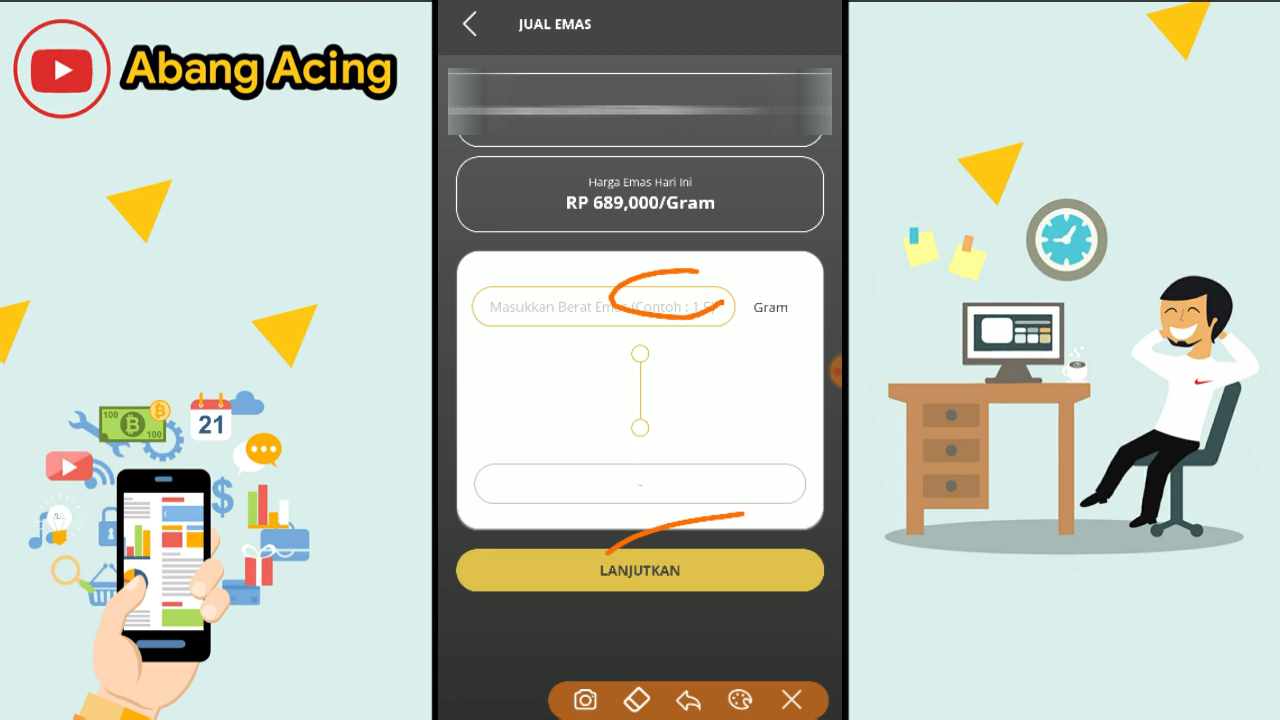 Abang Acing
JUAL EMAS
Harga Emas Hari Ini
RP 689,000/Gram
Masukkan Berat Emas (Contoh : 1.5)
Gram
-
LANJUTKAN
100
100
21